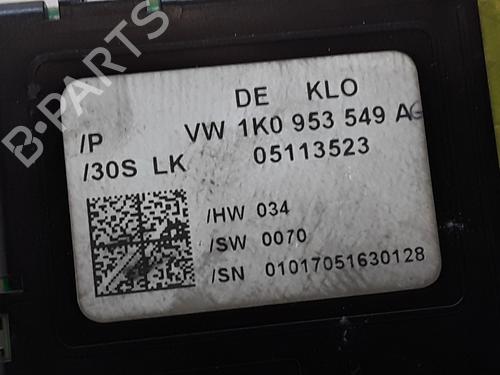 B-PARTS
DE KLO
/P VW 1K0 953 549 AG
/30S LK 05113523
/HW 034
/SW 0070
/SN 01017051630128